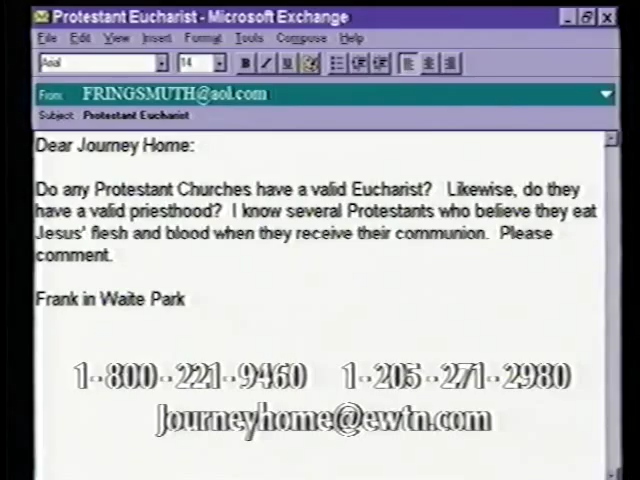 Protestant Eucharist - Microsoft Exchange
File Edit View Insert Format Tools Compose Help
Arial 14 B I U
From: FRINGSMUTH@aol.com
Subject: Protestant Eucharist
Dear Journey Home:
Do any Protestant Churches have a valid Eucharist? Likewise, do they
have a valid priesthood? I know several Protestants who believe they eat
Jesus' flesh and blood when they receive their communion. Please
comment.
Frank in Waite Park
1-800-221-9460 1-205-271-2980
Journeyhome@ewtn.com